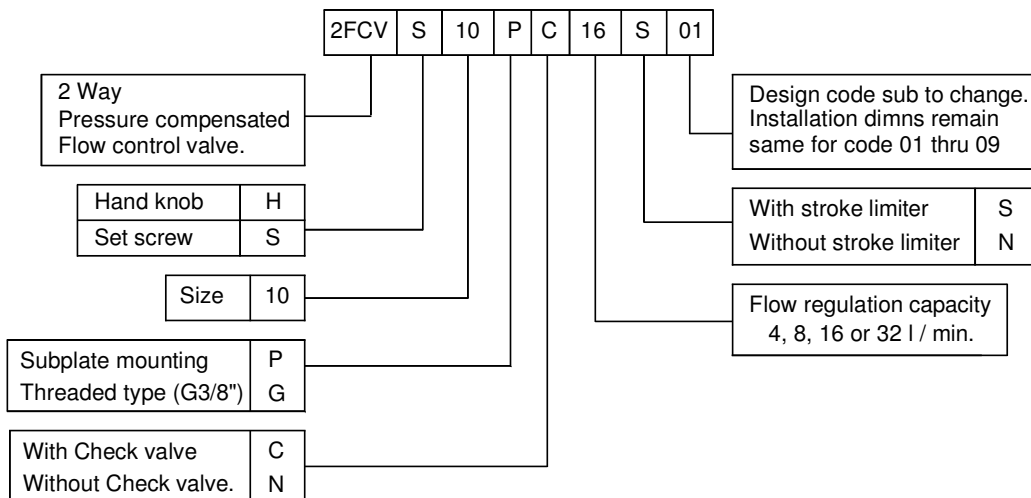 2FCV S 10 P C 16 S 01
2 Way
Pressure compensated
Flow control valve.
Hand knob H
Set screw S
Size 10
Subplate mounting P
Threaded type (G3/8") G
With Check valve C
Without Check valve. N
Design code sub to change.
Installation dimns remain
same for code 01 thru 09
With stroke limiter S
Without stroke limiter N
Flow regulation capacity
4, 8, 16 or 32 l / min.